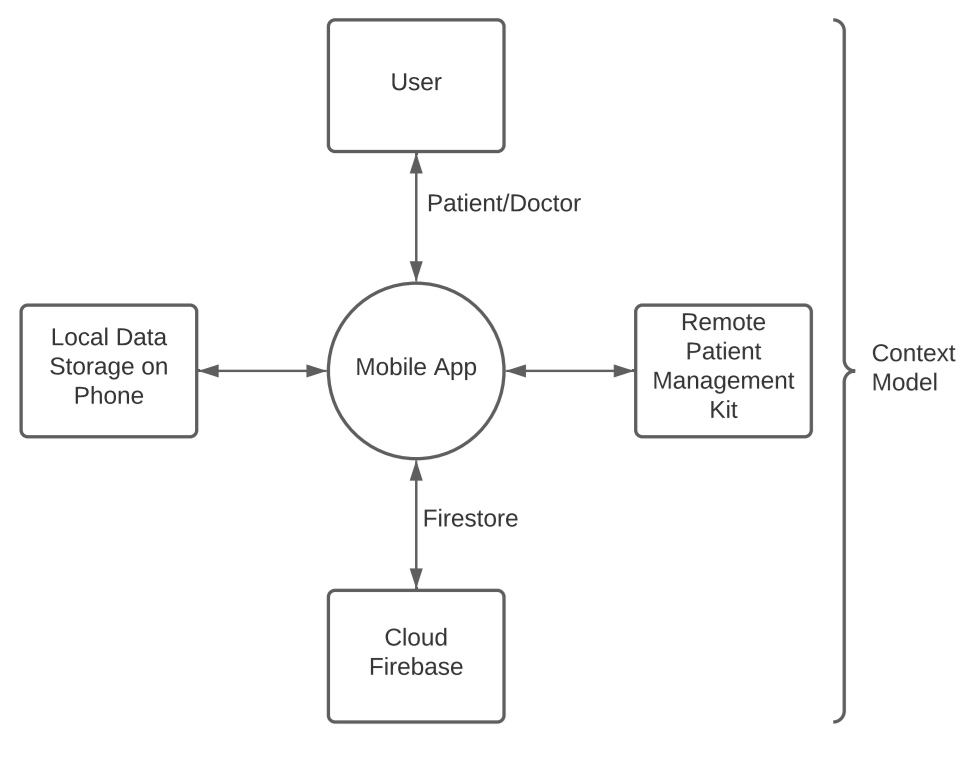 User
Patient/Doctor
Local Data
Storage on
Phone
Mobile App
Remote
Patient
Management
Kit
Context
Model
Firestore
Cloud
Firebase